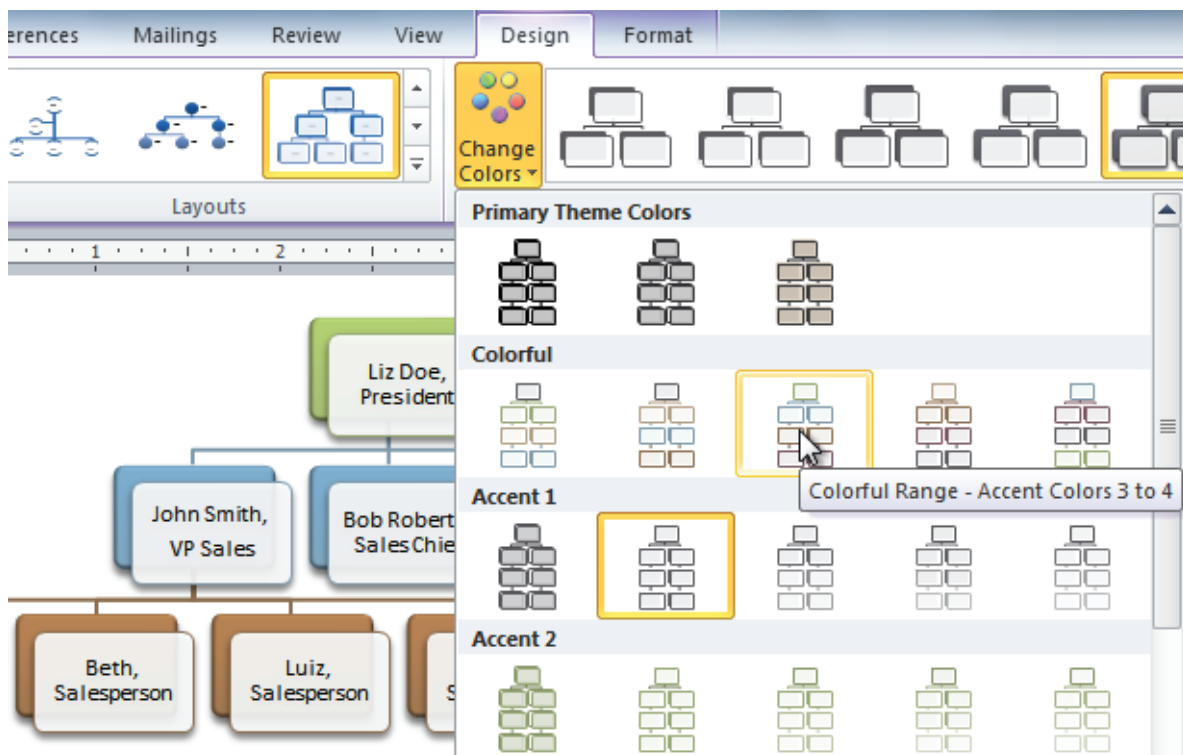 erences Mailings Review View Design Format
Change
Colors
Layouts
Primary Theme Colors
1 2
Colorful
Liz Doe,
President
Colorful Range - Accent Colors 3 to 4
Accent 1
John Smith,
VP Sales
Bob Robert
Sales Chie
Accent 2
Beth,
Salesperson
Luiz,
Salesperson
S